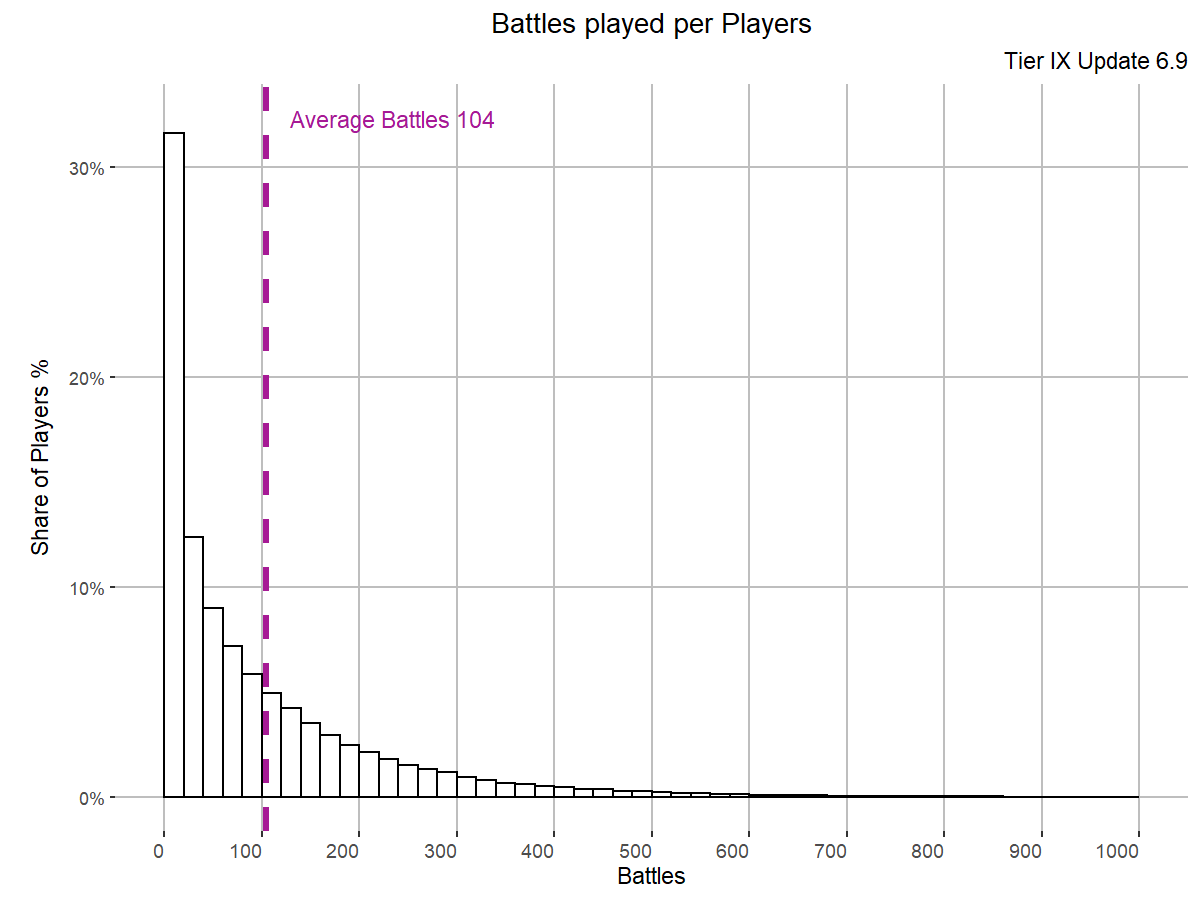 Battles played per Players
Tier IX Update 6.9
Average Battles 104
30%
20%
10%
0%
Share of Players %
0 100 200 300 400 500 600 700 800 900 1000
Battles